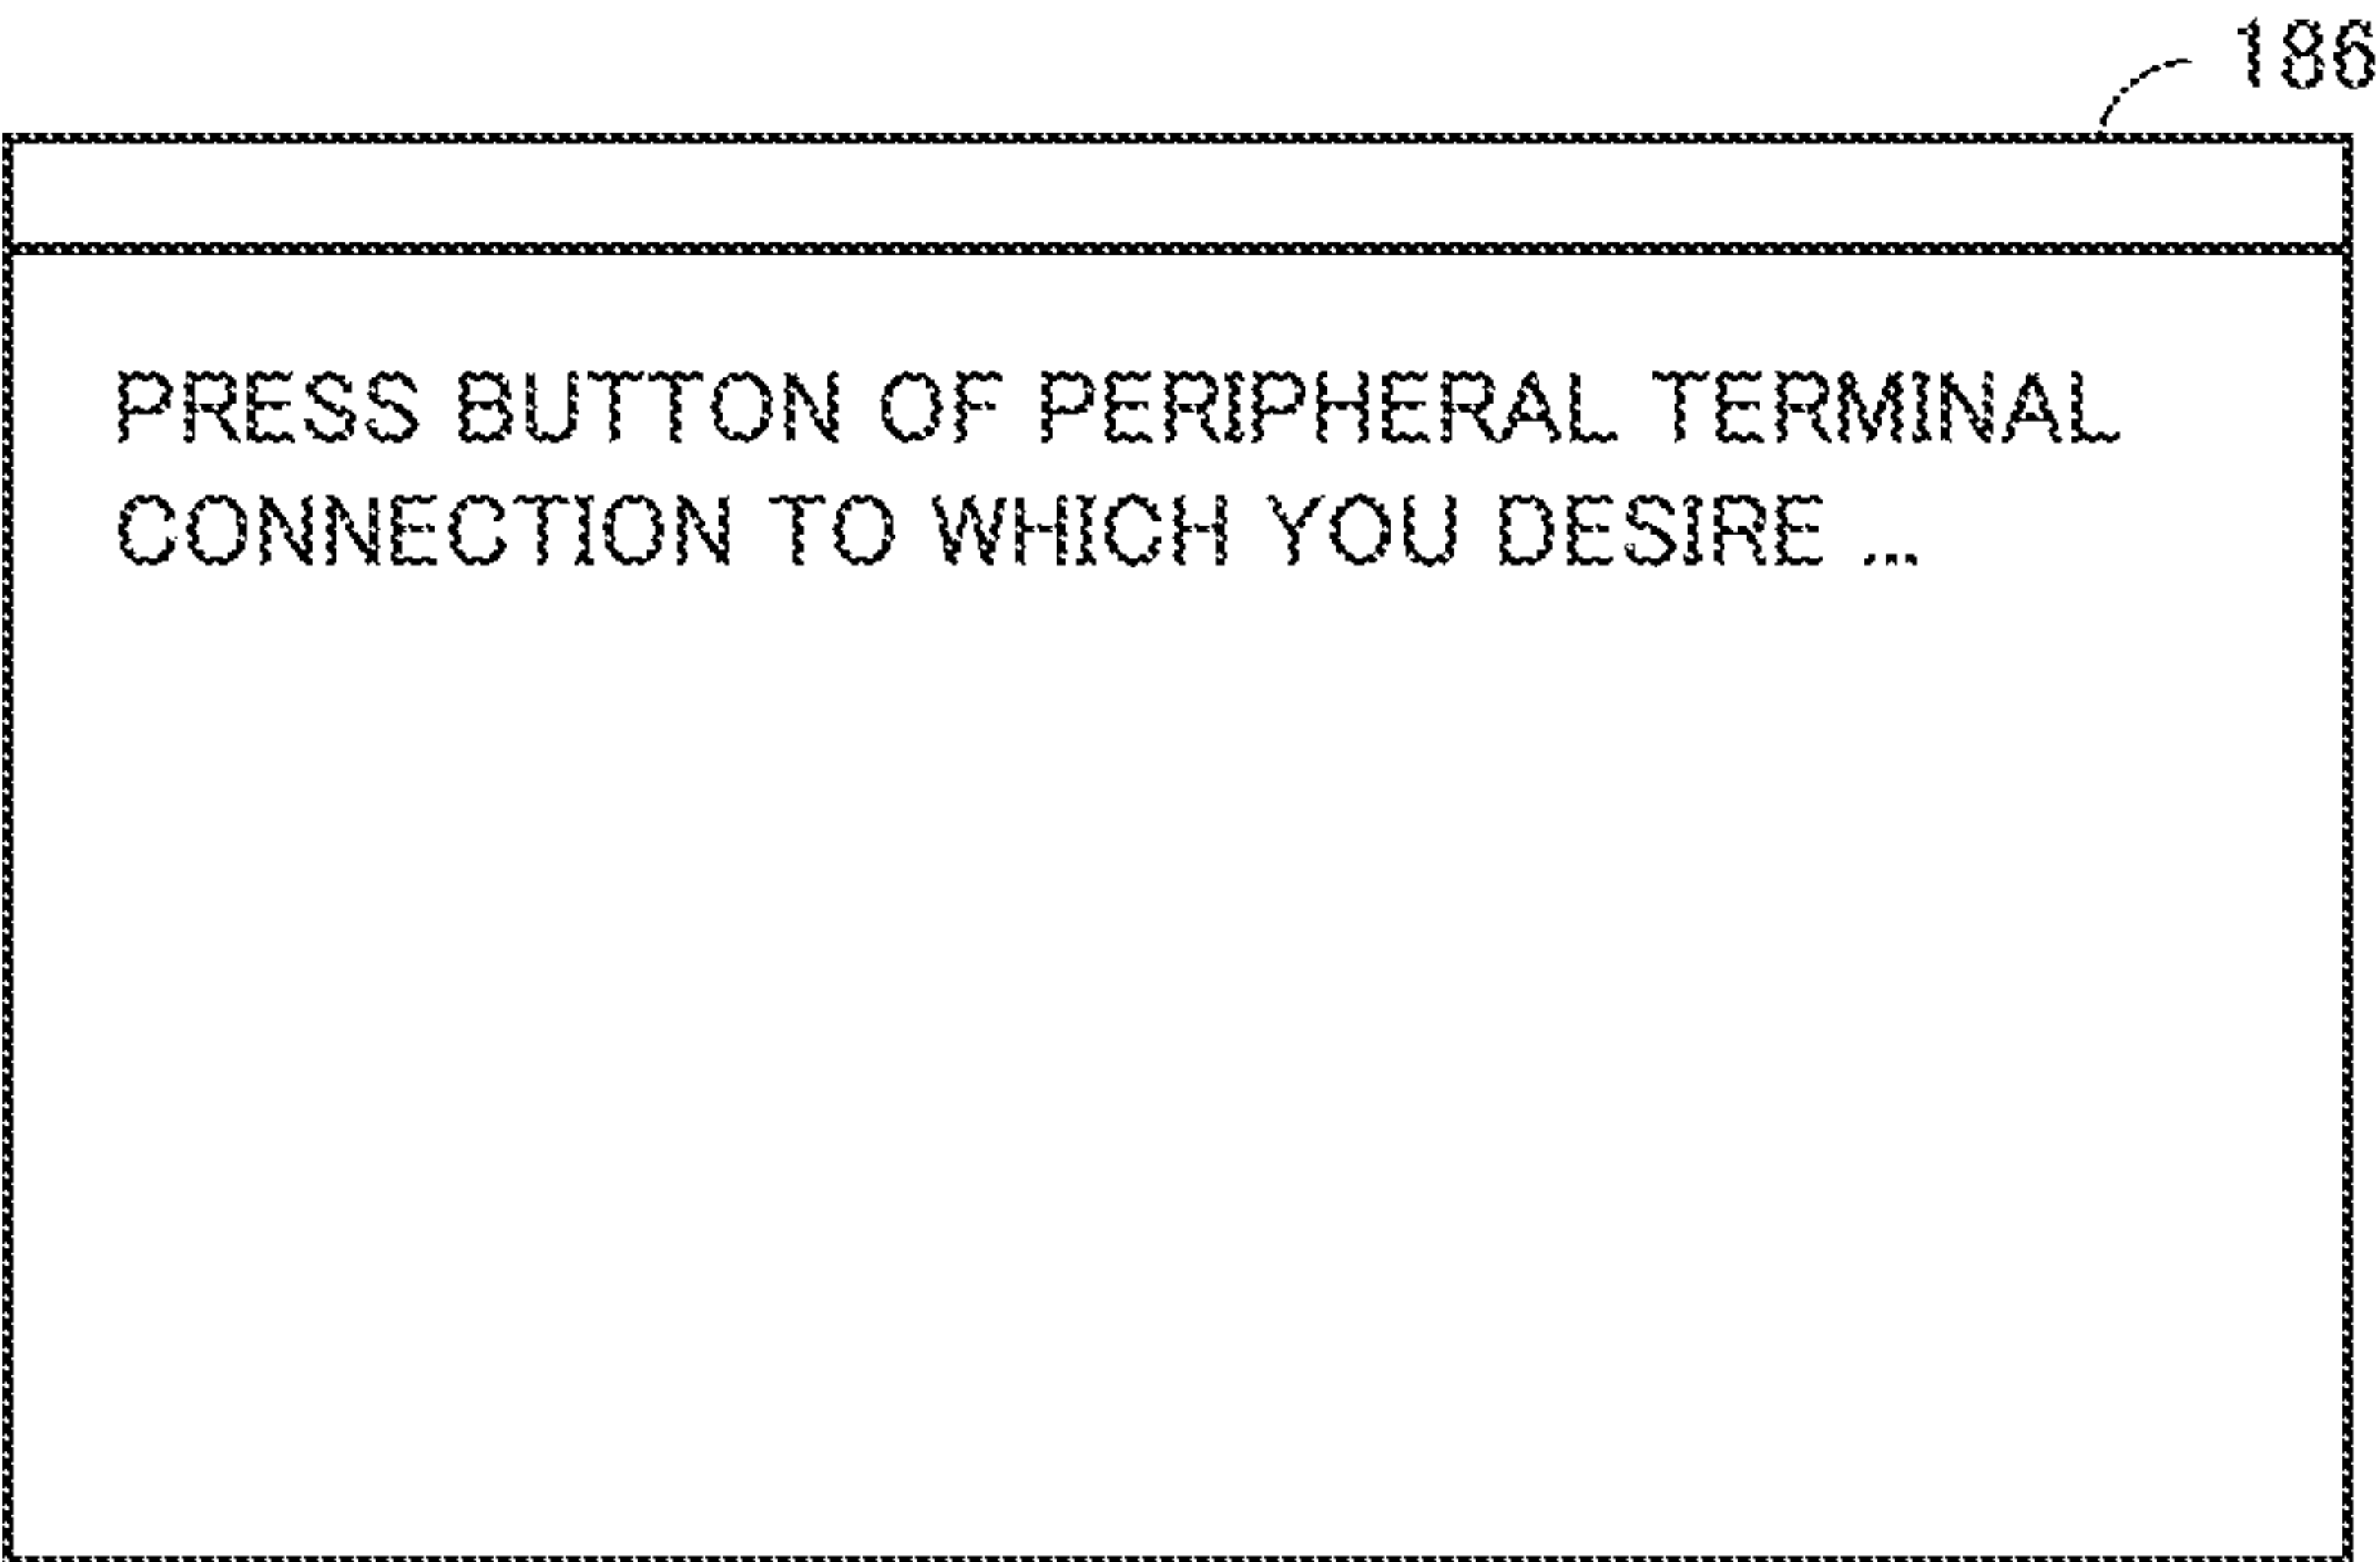 186
PRESS BUTTON OF PERIPHERAL TERMINAL
CONNECTION TO WHICH YOU DESIRE ...